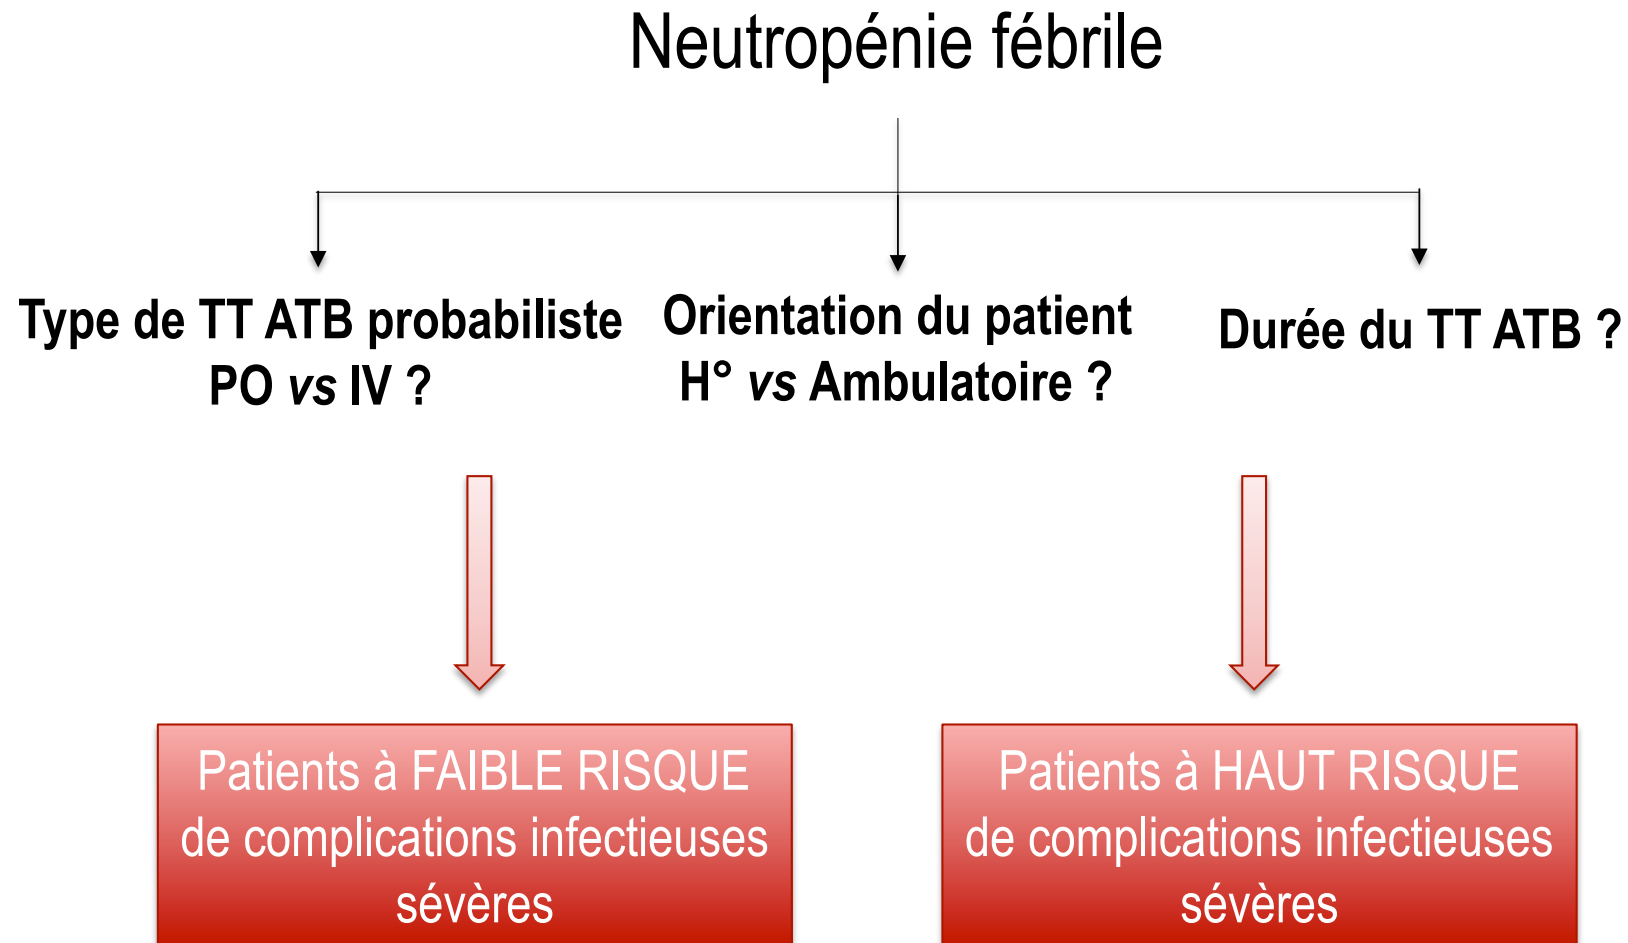 Neutropénie fébrile
Type de TT ATB probabiliste
PO vs IV ?
Orientation du patient
H° vs Ambulatoire ?
Durée du TT ATB ?
Patients à FAIBLE RISQUE
de complications infectieuses
sévères
Patients à HAUT RISQUE
de complications infectieuses
sévères